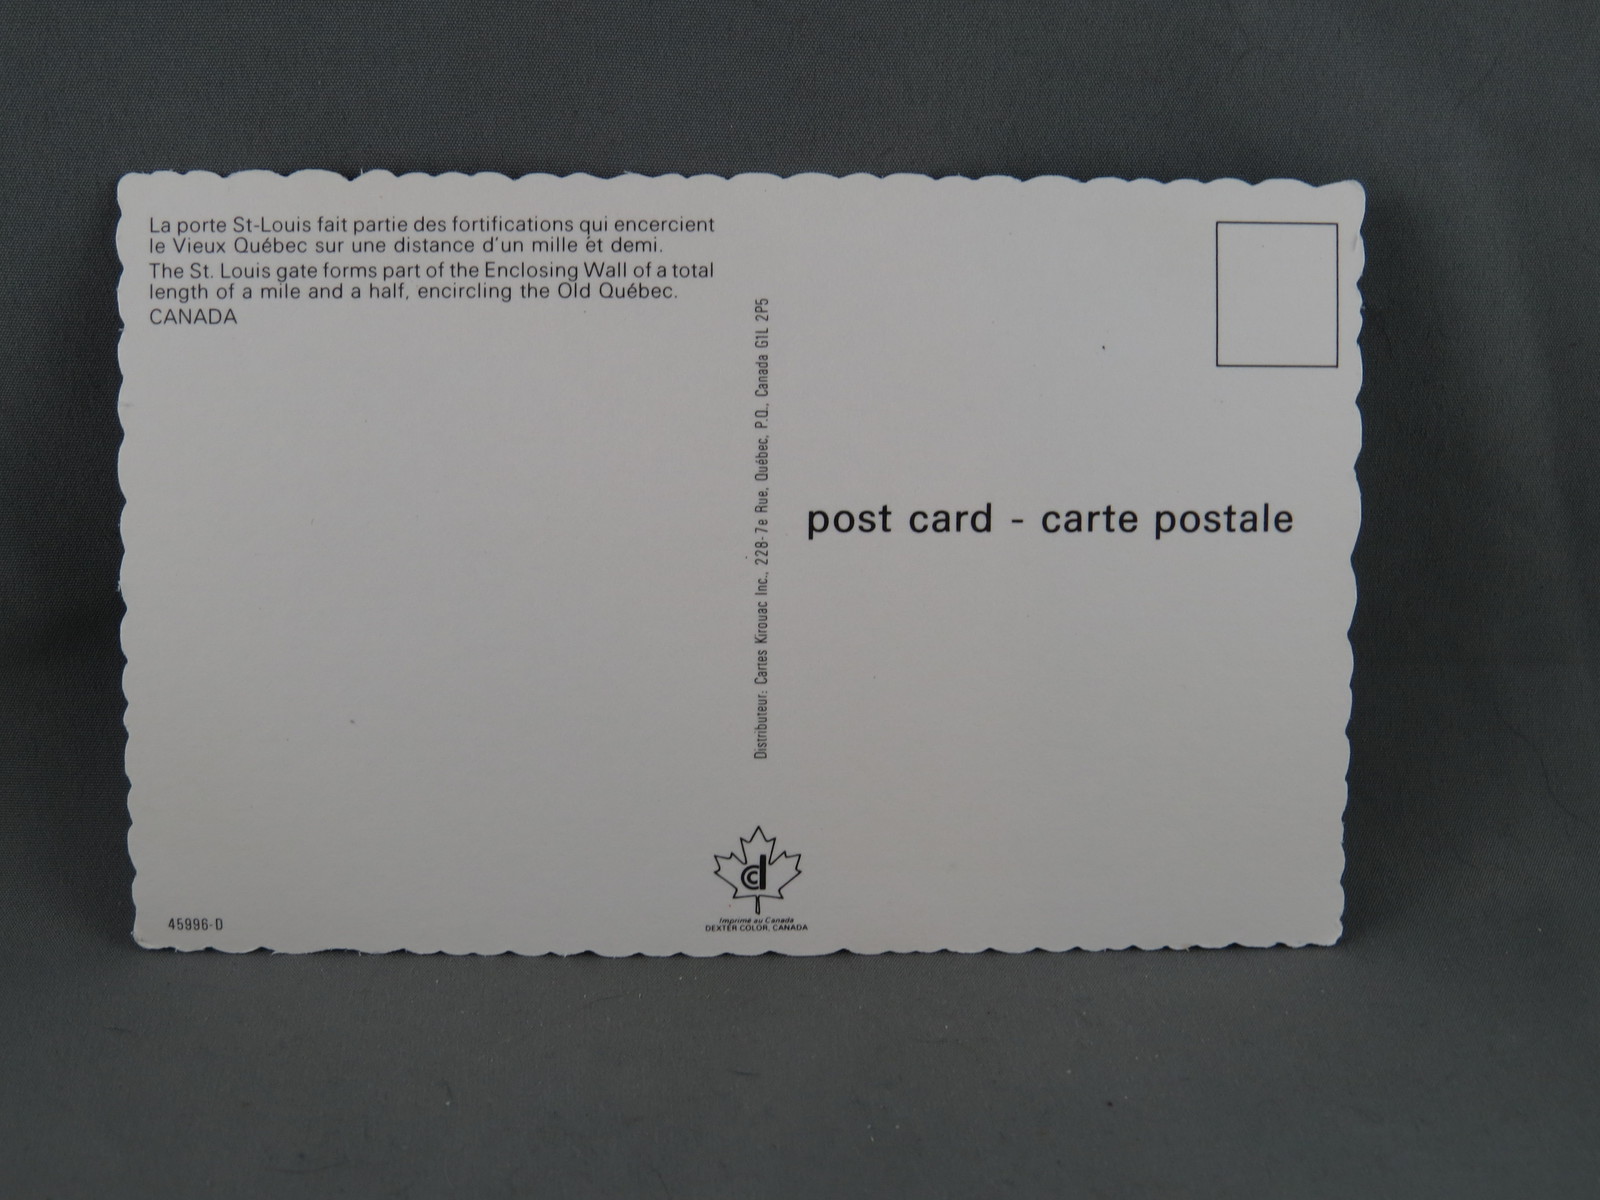 La porte St-Louis fait partie des fortifications qui encercient
le Vieux Québec sur une distance d'un mille et demi.
The St. Louis gate forms part of the Enclosing Wall of a total
length of a mile and a half, encircling the Old Québec.
CANADA
Distributeur: Cartes Kirouac Inc., 228-7e Rue, Québec, P.Q., Canada G1L 2P5
post card - carte postale
cd
Imprimé au Canada
DEXTER COLOR, CANADA
45996-D